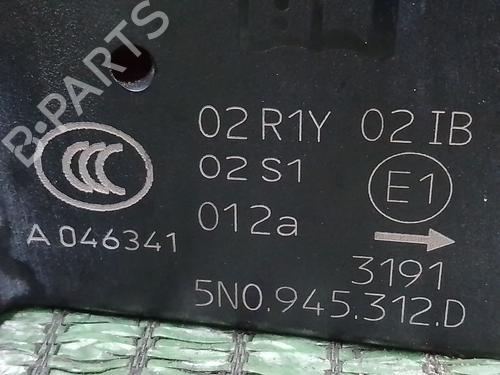 B-PARTS
02 R1Y 02 IB
02 S1
E1
012a
A 046341
3191
5N0.945.312.D